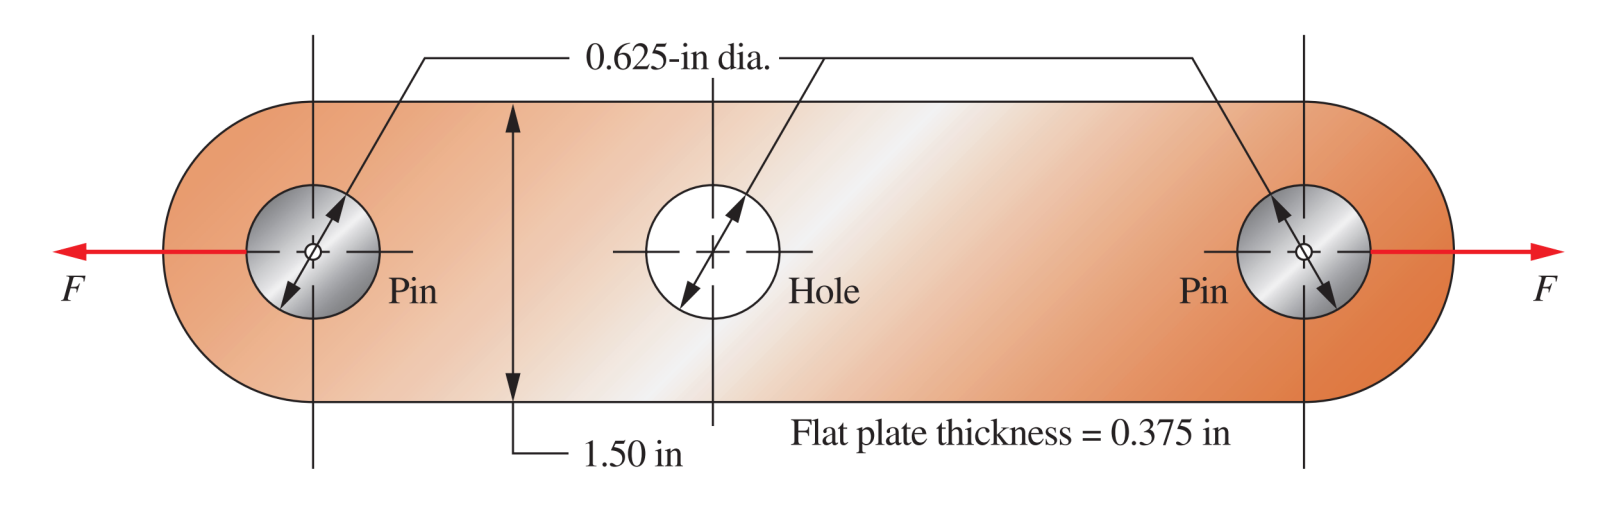 0.625-in dia.
F
Pin
Hole
Pin
F
Flat plate thickness = 0.375 in
1.50 in